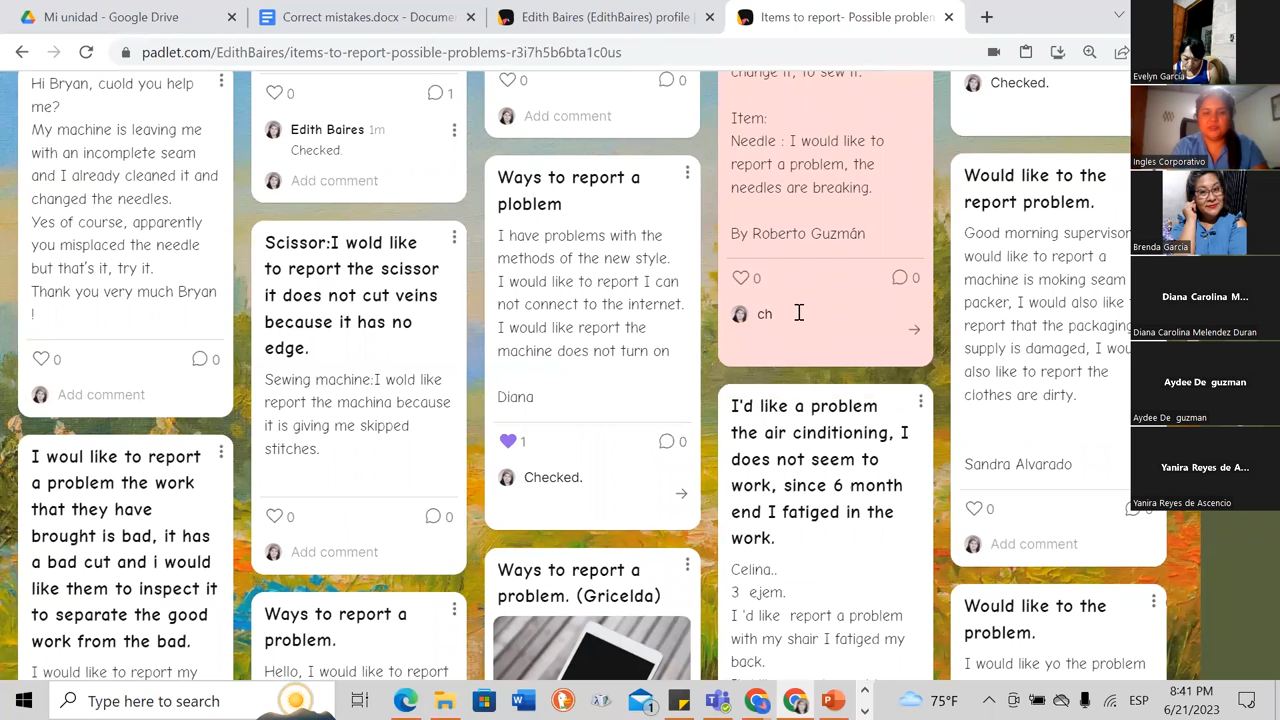 Mi unidad - Google Drive
Correct mistakes.docx - Docume
Edith Baires (EdithBaires) profile
Items to report- Possible problem
padlet.com/EdithBaires/items-to-report-possible-problems-r3i7h5b6bta1c0us
Hi Bryan, cuold you help
me?
My machine is leaving me
with an incomplete seam
and I already cleaned it and
changed the needles.
Yes of course, apparently
you misplaced the needle
but that's it, try it.
Thank you very much Bryan
!
0
0
Add comment
I woul like to report
a problem the work
that they have
brought is bad, it has
a bad cut and i would
like them to inspect it
to separate the good
work from the bad.
I would like to report my
0
1
Edith Baires 1m
Checked.
Add comment
Scissor:I wold like
to report the scissor
it does not cut veins
because it has no
edge.
Sewing machine:I wold like
report the machina because
it is giving me skipped
stitches.
0
0
Add comment
Ways to report a
problem.
Hello, I would like to report
0
0
Add comment
Ways to report a
ploblem
I have problems with the
methods of the new style.
I would like to report I can
not connect to the internet.
I would like report the
machine does not turn on
Diana
1
0
Checked.
Ways to report a
problem. (Gricelda)
change it, to sew it.
Item:
Needle : I would like to
report a problem, the
needles are breaking.
By Roberto Guzmán
0
0
ch
I'd like a problem
the air cinditioning, I
does not seem to
work, since 6 month
end I fatiged in the
work.
Celina..
3 ejem.
I 'd like report a problem
with my shair I fatiged my
back.
Checked.
Would like to the
report problem.
Good morning supervisor
would like to report a
machine is making seam
packer, I would also like
report that the packaging
supply is damaged, I wou
also like to report the
clothes are dirty.
Sandra Alvarado
0
Add comment
Would like to the
problem.
I would like yo the problem
Evelyn García
Ingles Corporativo
Brenda García
Diana Carolina M...
Diana Carolina Melendez Duran
Aydee De guzman
Aydee De guzman
Yanira Reyes de A...
Yanira Reyes de Ascencio
Type here to search
1
75°F
ESP
8:41 PM
6/21/2023